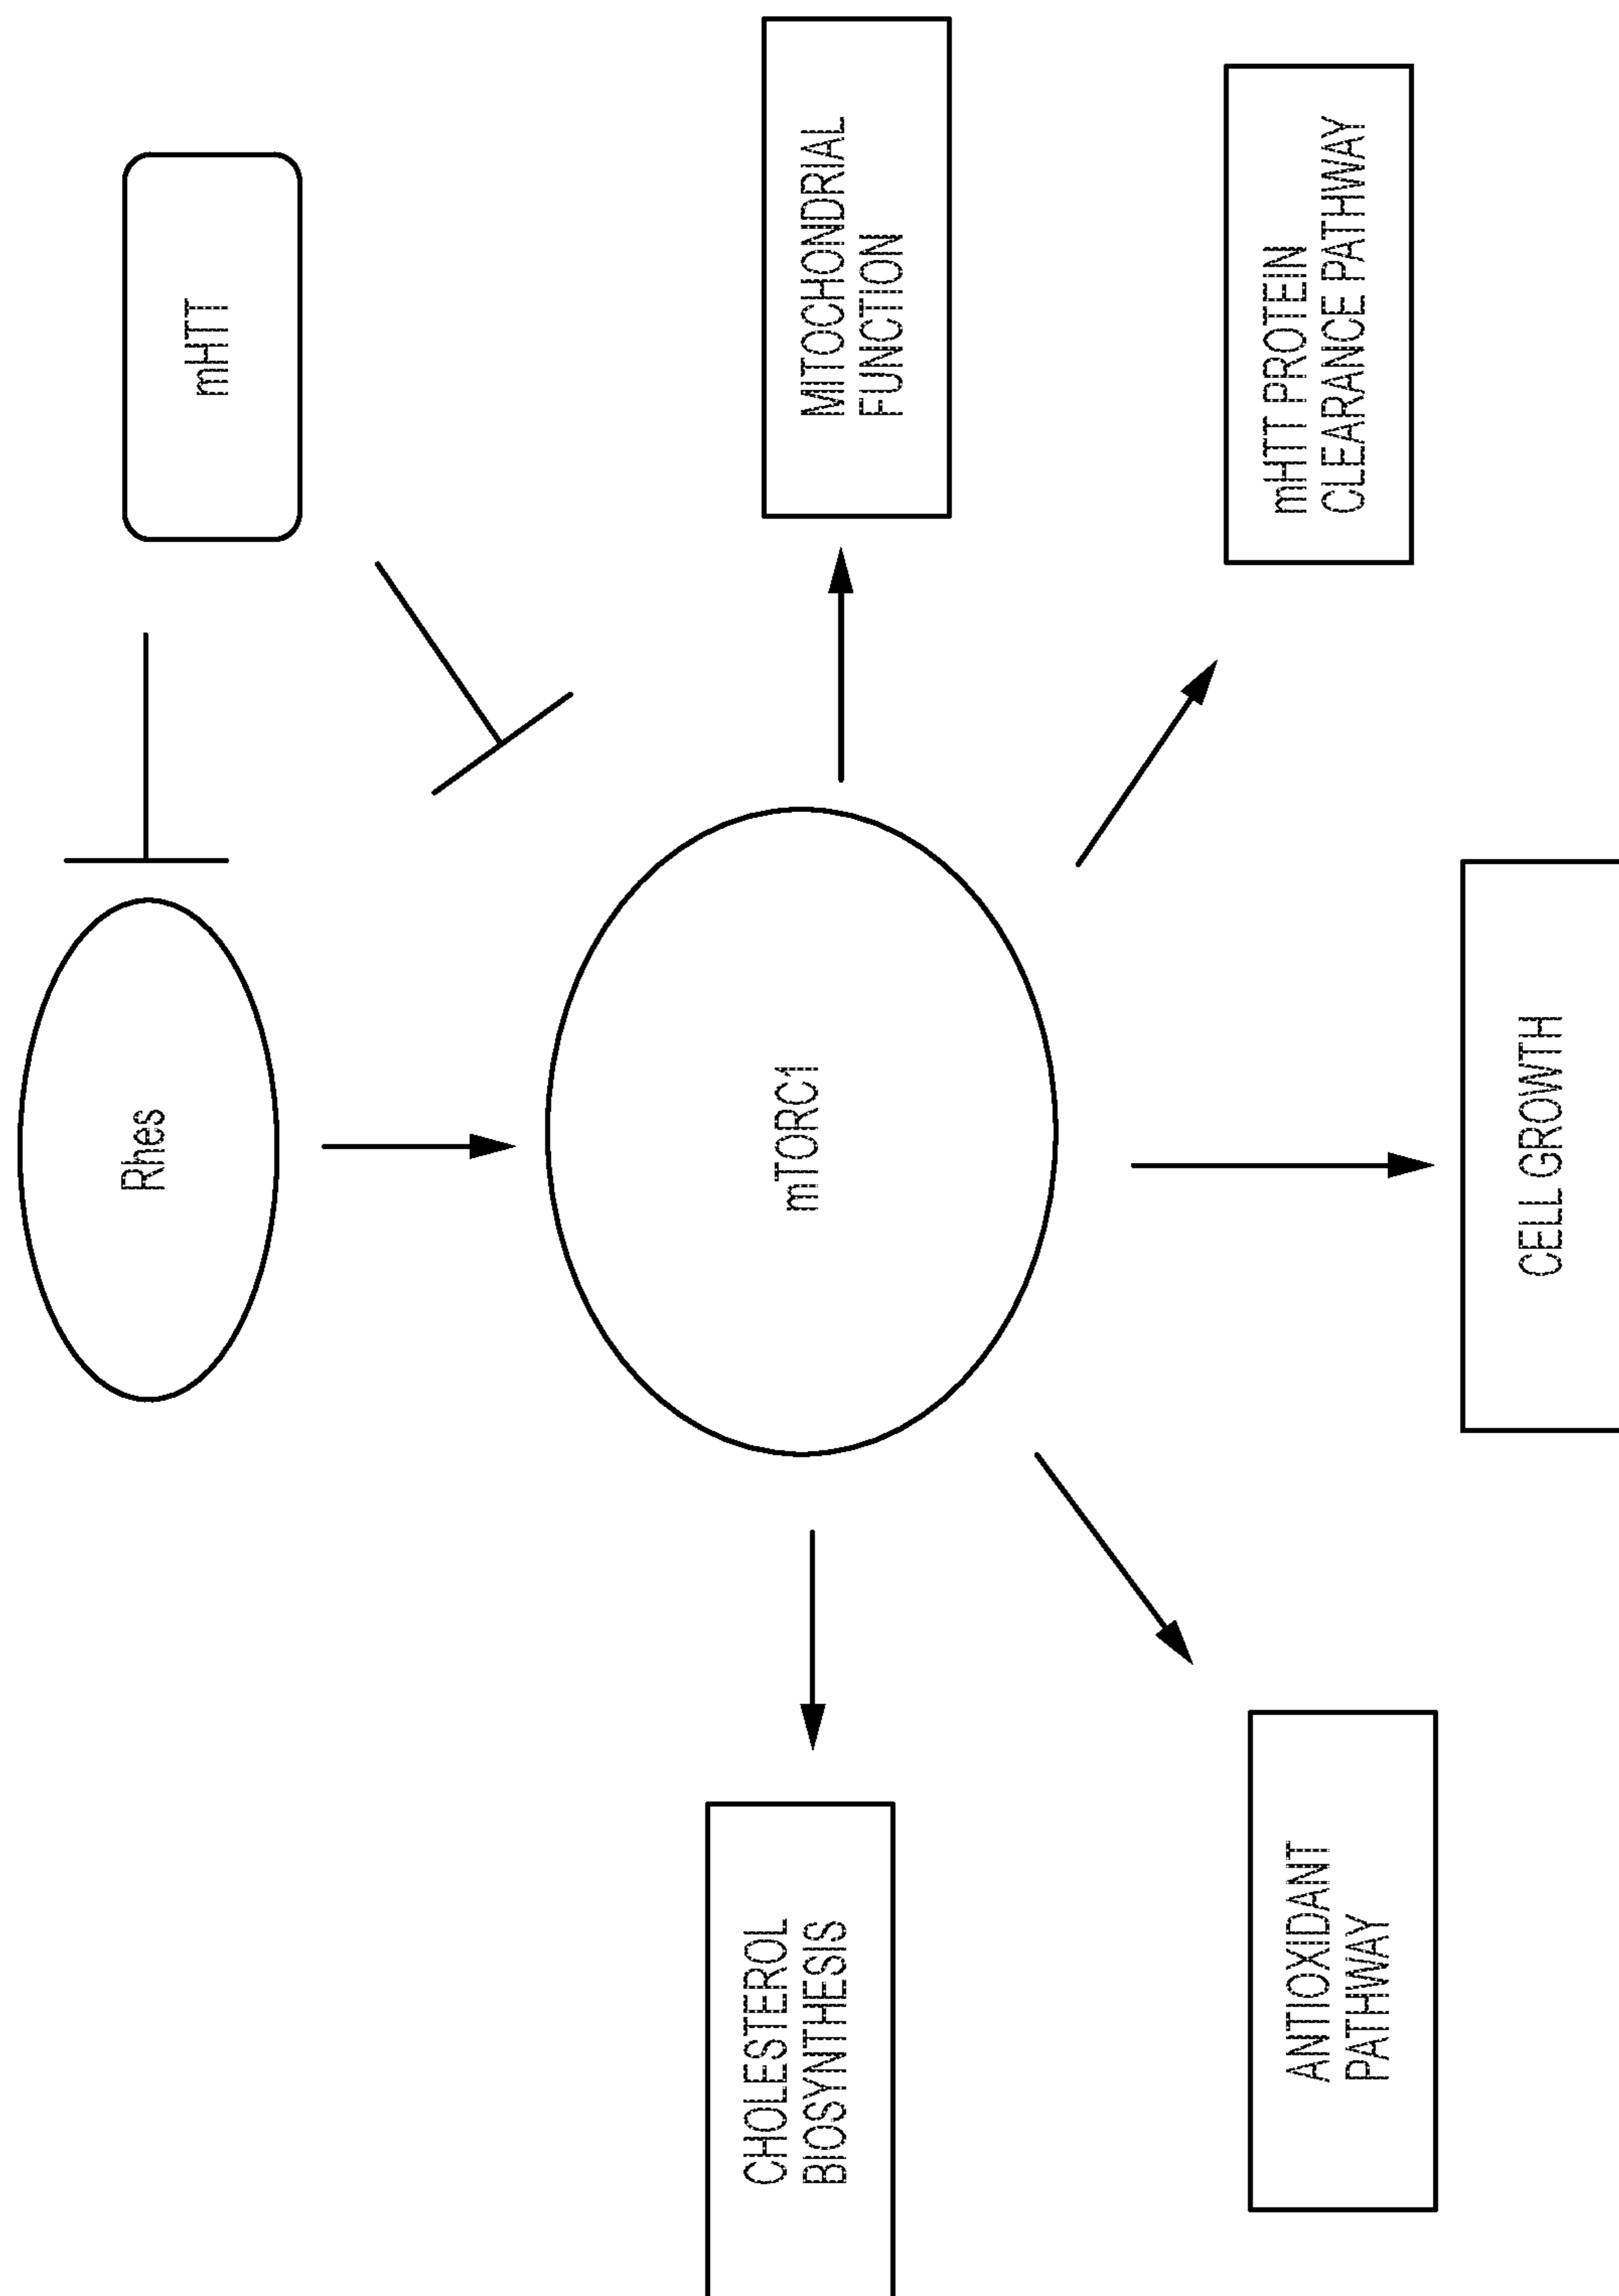 Rhes
mHTT
mTORC1
CHOLESTEROL
BIOSYNTHESIS
MITOCHONDRIAL
FUNCTION
ANTIOXIDANT
PATHWAY
mHTT PROTEIN
CLEARANCE PATHWAY
CELL GROWTH